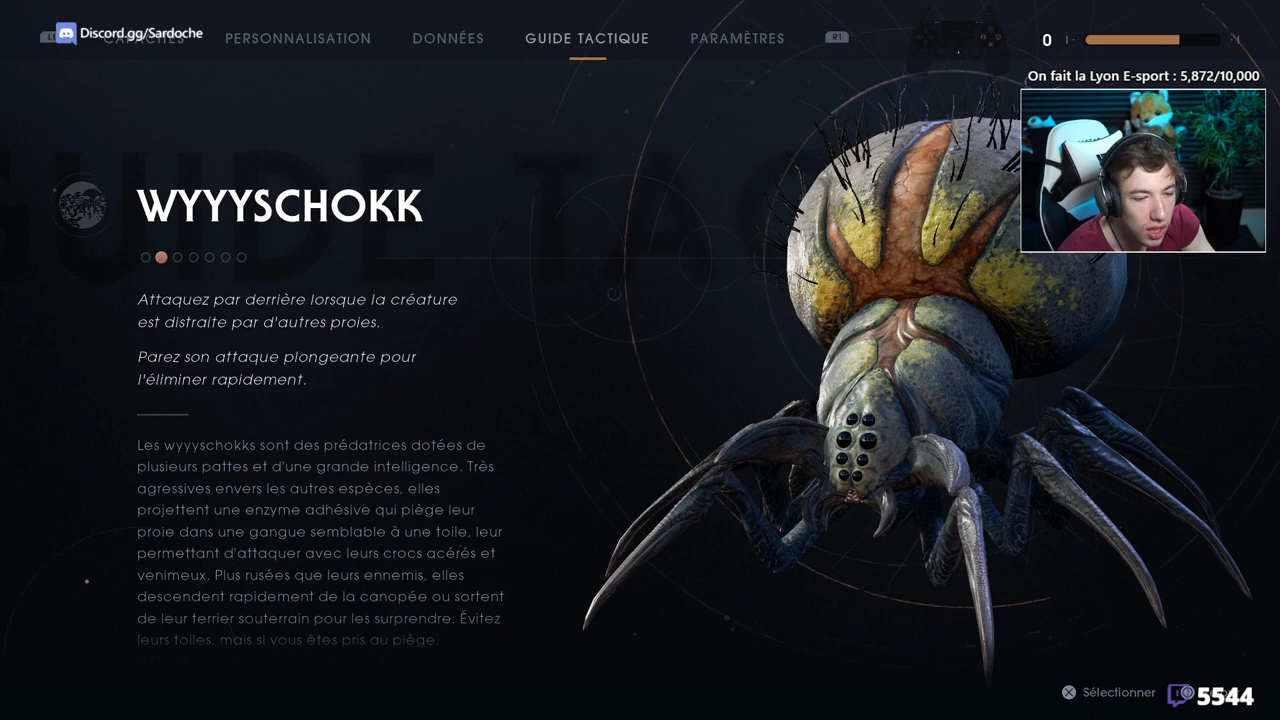 Discord.gg/Sardoche
L1
CAPACITÉS
PERSONNALISATION
DONNÉES
GUIDE TACTIQUE
PARAMÈTRES
R1
0
On fait la Lyon E-sport : 5,872/10,000
GUIDE TAC
WYYYSCHOKK
Attaquez par derrière lorsque la créature
est distraite par d'autres proies.
Parez son attaque plongeante pour
l'éliminer rapidement.
Les wyyyschokks sont des prédatrices dotées de
plusieurs pattes et d'une grande intelligence. Très
agressives envers les autres espèces, elles
projettent une enzyme adhésive qui piège leur
proie dans une gangue semblable à une toile, leur
permettant d'attaquer avec leurs crocs acérés et
venimeux. Plus rusées que leurs ennemis, elles
descendent rapidement de la canopée ou sortent
de leur terrier souterrain pour les surprendre. Évitez
leurs toiles, mais si vous êtes pris au piège,
Sélectionner
5544